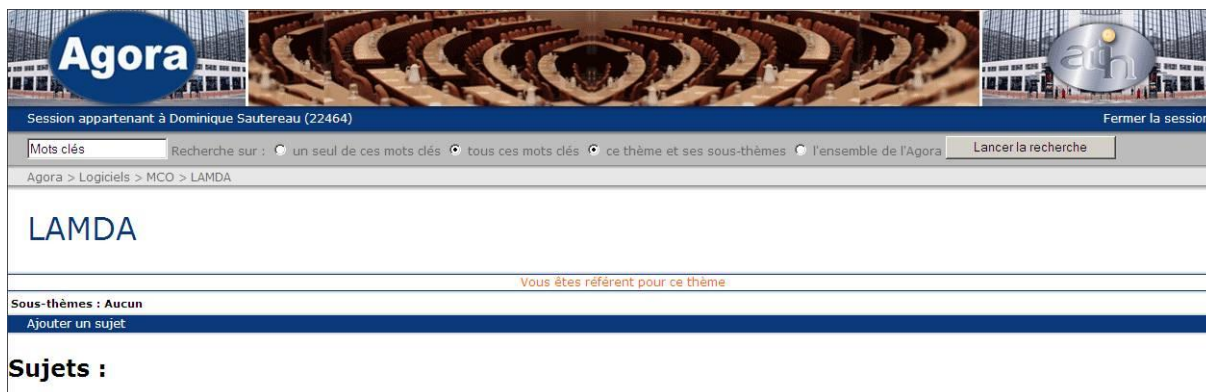 Agora
atih
Session appartenant à Dominique Sautereau (22464) Fermer la session
Mots clés Recherche sur : un seul de ces mots clés tous ces mots clés ce thème et ses sous-thèmes l'ensemble de l'Agora Lancer la recherche
Agora > Logiciels > MCO > LAMDA
LAMDA
Vous êtes référent pour ce thème
Sous-thèmes : Aucun
Ajouter un sujet
Sujets :